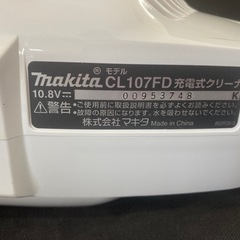 makita® モデル CL107FD 充電式クリーナ
10.8V⎓ 00953748 K
⚠警告 ●ご使用前に取扱説明書を必ずよくお読みください。
●故障の原因になります。水を吸わせないでください。
株式会社マキタ Made in China